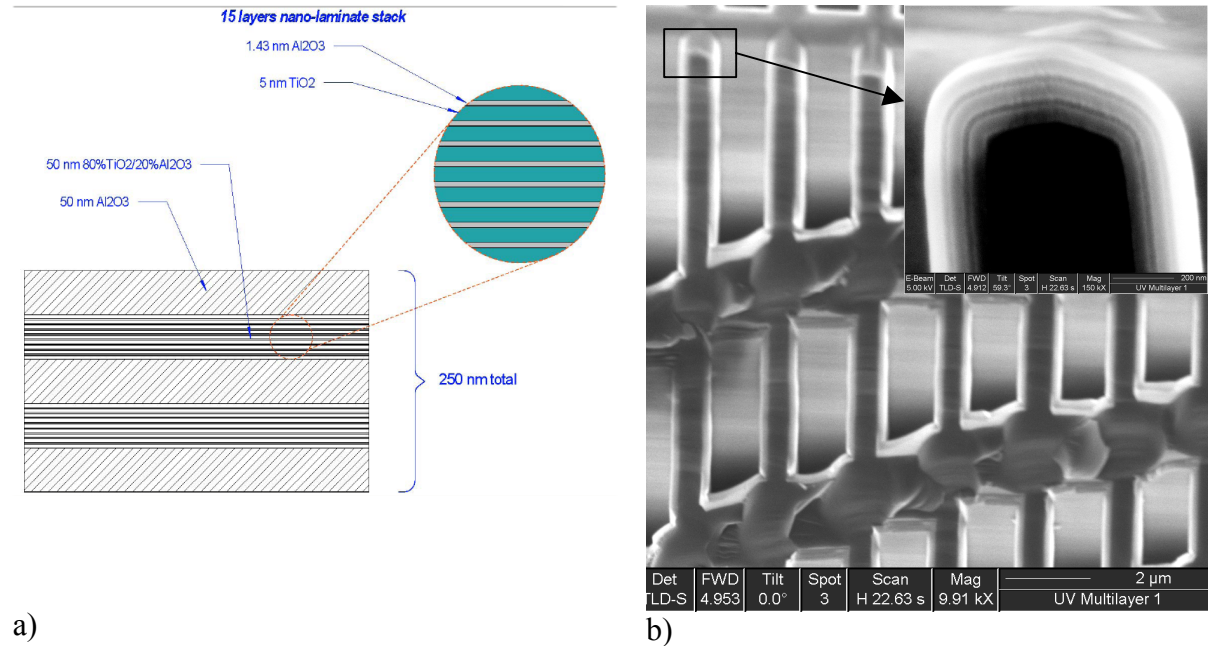 15 layers nano-laminate stack
1.43 nm Al2O3
5 nm TiO2
50 nm 80%TiO2/20%Al2O3
50 nm Al2O3
250 nm total
a)
E-Beam Det FWD Tilt Spot Scan Mag 200 nm
5.00 kV TLD-S 4.912 59.3° 3 H 22.63 s 150 kX UV Multilayer 1
Det FWD Tilt Spot Scan Mag 2 µm
TLD-S 4.953 0.0° 3 H 22.63 s 9.91 kX UV Multilayer 1
b)